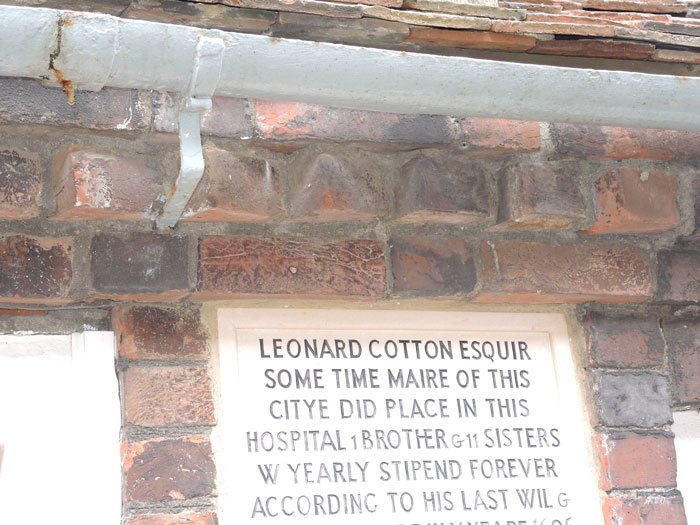 LEONARD COTTON ESQUIR
SOME TIME MAIRE OF THIS
CITYE DID PLACE IN THIS
HOSPITAL 1 BROTHER G 11 SISTERS
W YEARLY STIPEND FOREVER
ACCORDING TO HIS LAST WIL G